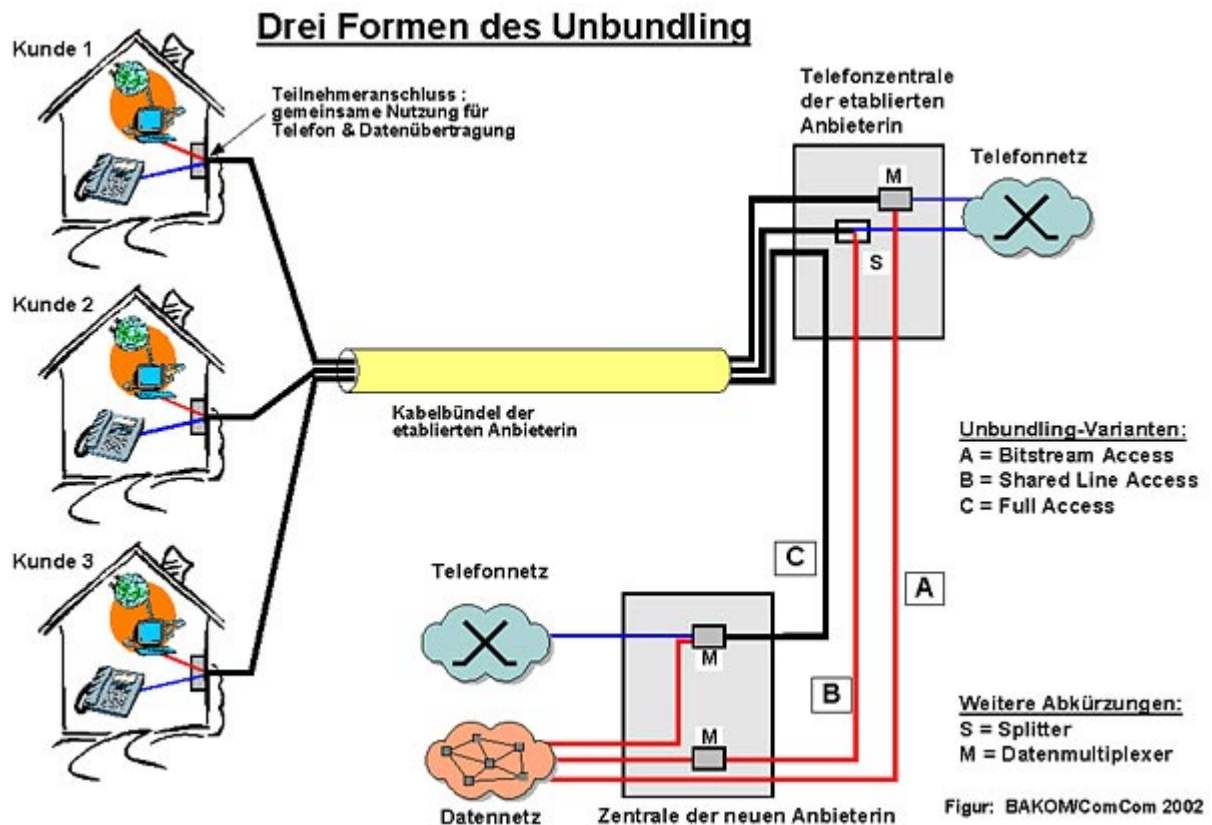 Drei Formen des Unbundling
Kunde 1
Teilnehmeranschluss :
gemeinsame Nutzung für
Telefon & Datenübertragung
Telefonzentrale
der etablierten
Anbieterin
Telefonnetz
M
S
Kunde 2
Kabelbündel der
etablierten Anbieterin
Unbundling-Varianten:
A = Bitstream Access
B = Shared Line Access
C = Full Access
Kunde 3
Telefonnetz
C
A
M
B
M
Weitere Abkürzungen:
S = Splitter
M = Datenmultiplexer
Datennetz
Zentrale der neuen Anbieterin
Figur: BAKOM/ComCom 2002